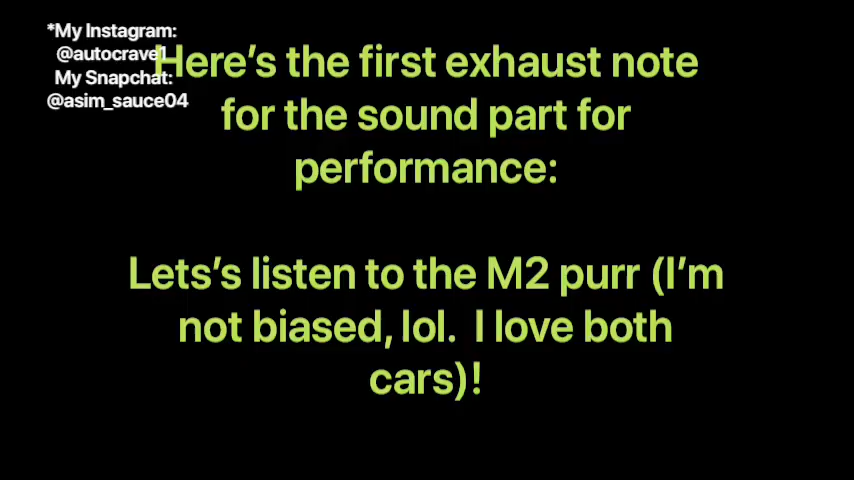 *My Instagram:
@autocrave1
My Snapchat:
@asim_sauce04
Here’s the first exhaust note
for the sound part for
performance:
Lets’s listen to the M2 purr (I’m
not biased, lol.  I love both
cars)!